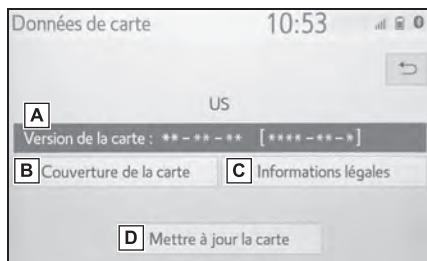 Données de carte 10:53 0
US
A
Version de la carte : **-**-** [****-**-*]
B Couverture de la carte C Informations légales
D Mettre à jour la carte